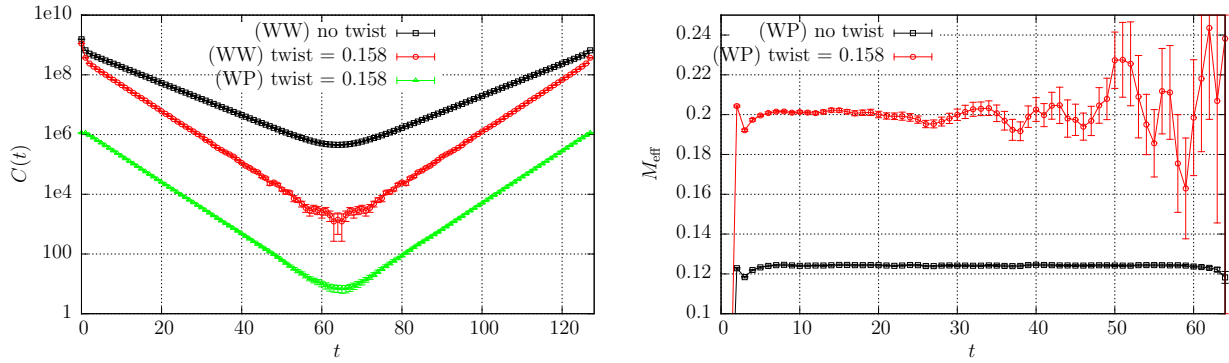 1e10
1e8
1e6
1e4
100
1
C(t)
0 20 40 60 80 100 120
t
(WW) no twist
(WW) twist = 0.158
(WP) twist = 0.158
0.24
0.22
0.2
0.18
0.16
0.14
0.12
0.1
M_eff
0 10 20 30 40 50 60
t
(WP) no twist
(WP) twist = 0.158